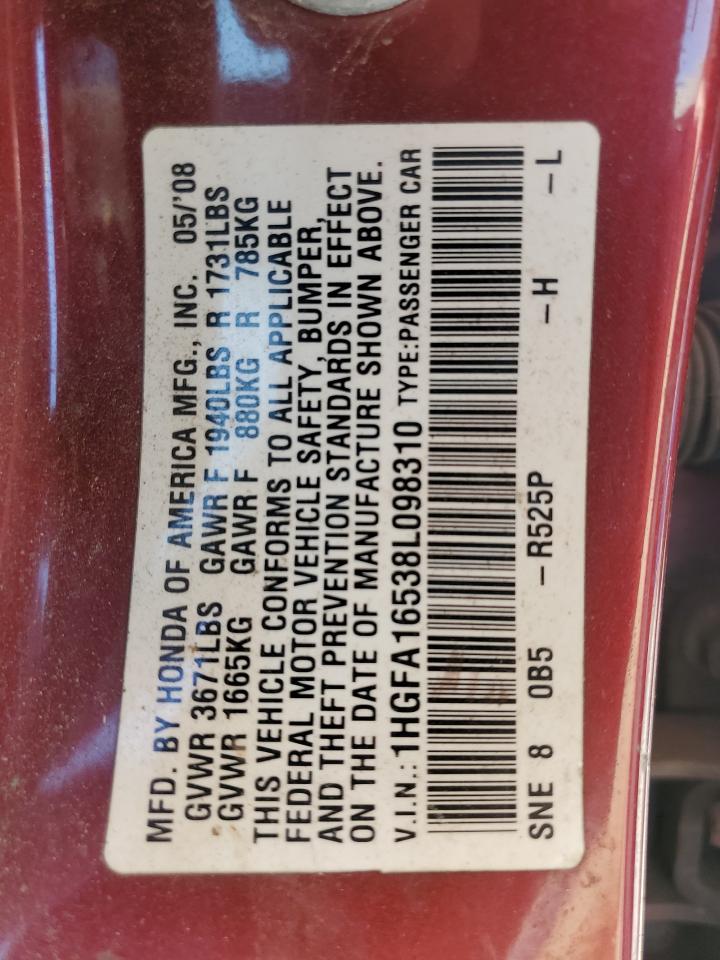 MFD. BY HONDA OF AMERICA MFG., INC. 05/'08
GVWR 3671LBS GAWR F 1940LBS R 1731LBS
GVWR 1665KG GAWR F 880KG R 785KG
THIS VEHICLE CONFORMS TO ALL APPLICABLE
FEDERAL MOTOR VEHICLE SAFETY, BUMPER,
AND THEFT PREVENTION STANDARDS IN EFFECT
ON THE DATE OF MANUFACTURE SHOWN ABOVE.
V.I.N.: 1HGFA16538L098310 TYPE:PASSENGER CAR
SNE 8 0B5 –R525P –H –L